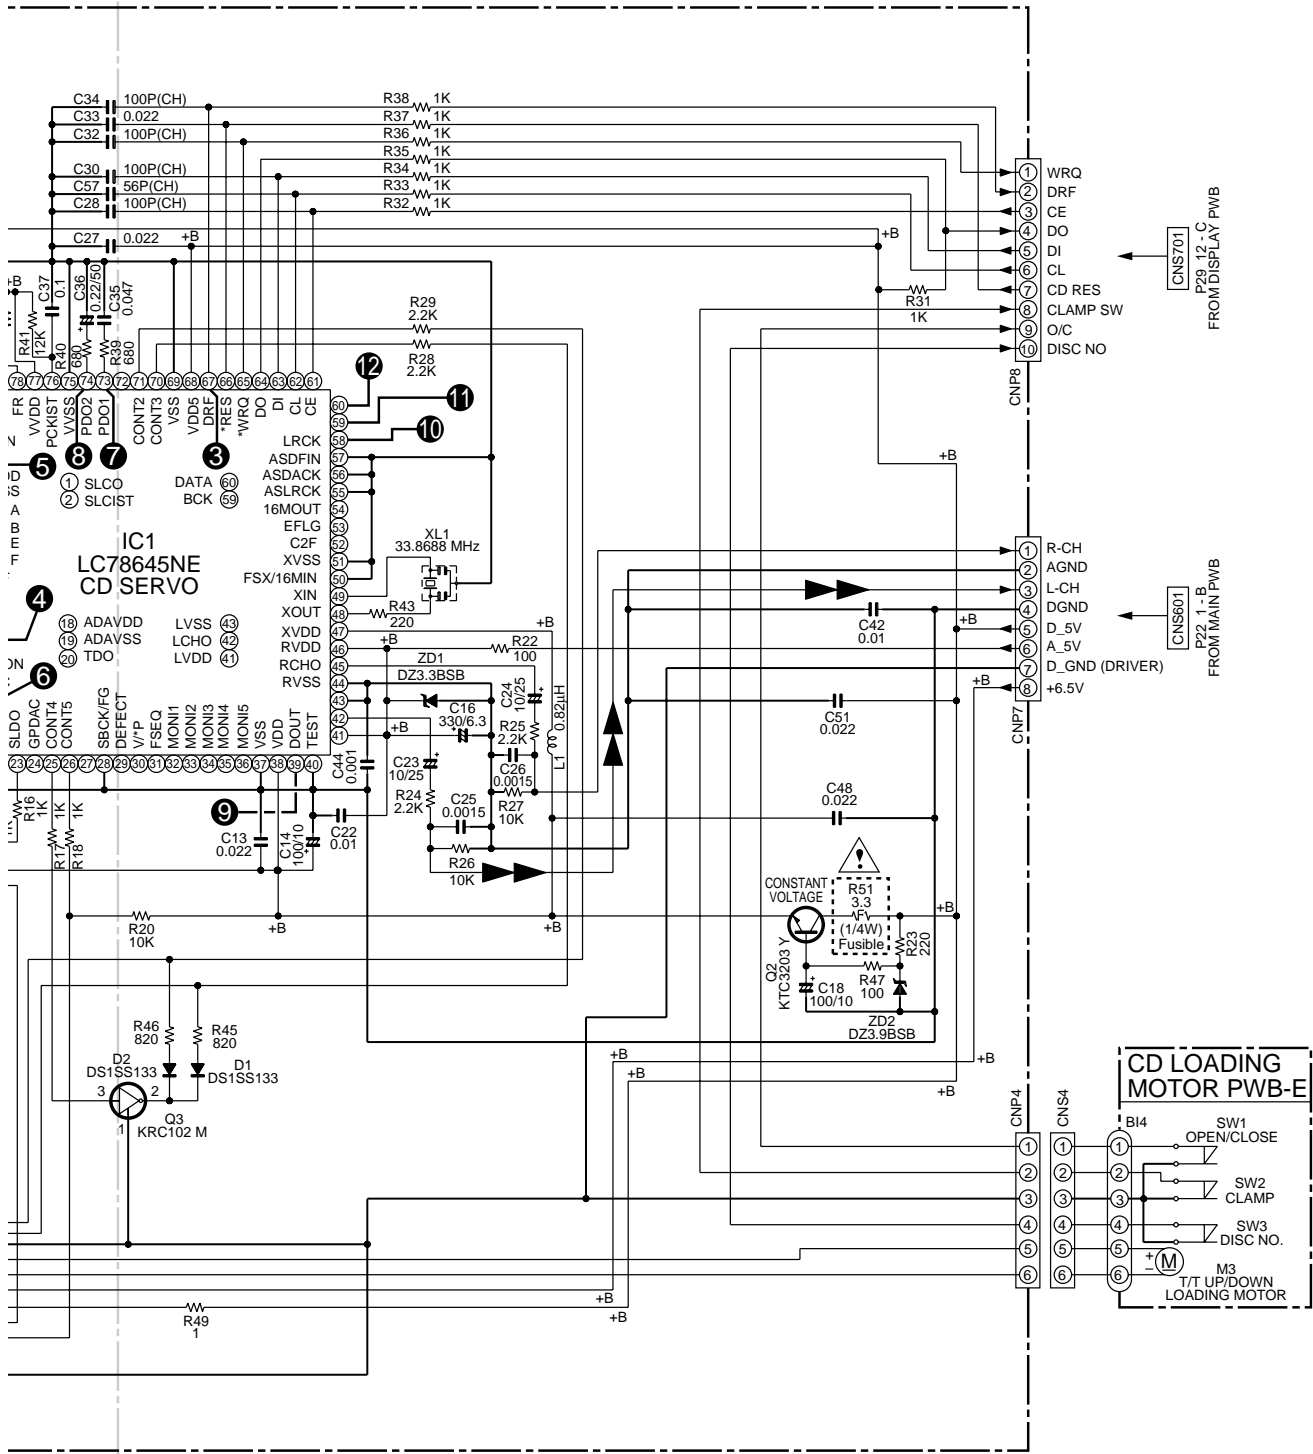 C34 100P(CH) R38 1K
C33 0.022 R37 1K
C32 100P(CH) R36 1K
R35 1K
C30 100P(CH) R34 1K
C57 56P(CH) R33 1K
C28 100P(CH) R32 1K
C27 0.022 +B
+B
1 WRQ
2 DRF
3 CE
4 DO
5 DI
6 CL
7 CD RES
8 CLAMP SW
9 O/C
10 DISC NO
CNP8
CNS701
P29 12 - C
FROM DISPLAY PWB
R31
1K
+B
C37
0.1
C36
0.22/50
C35
0.047
R41
12K
R40
680
R39
680
R29
2.2K
R28
2.2K
78 77 76 75 74 73 72 71 70 69 68 67 66 65 64 63 62 61
FR
VVDD
PCKIST
VVSS
PDO2
PDO1
CONT2
CONT3
VSS
VDD5
DRF
*RES
*WRQ
DO
DI
CL
CE
12
11
10
8
7
3
5
60
59
LRCK 58
ASDFIN 57
ASDACK 56
ASLRCK 55
16MOUT 54
EFLG 53
C2F 52
XVSS 51
FSX/16MIN 50
XIN 49
XOUT 48
XVDD 47
RVDD 46
RCHO 45
RVSS 44
43
42
41
1 SLCO
2 SLCIST
DATA 60
BCK 59
N
A
B
E
F
IC1
LC78645NE
CD SERVO
4
18 ADAVDD
19 ADAVSS
20 TDO
LVSS 43
LCHO 42
LVDD 41
ON
6
SLDO
GPDAC
CONT4
CONT5
SBCK/FG
DEFECT
V/*P
FSEQ
MONI1
MONI2
MONI3
MONI4
MONI5
VSS
VDD
DOUT
TEST
23 24 25 26 27 28 29 30 31 32 33 34 35 36 37 38 39 40
9
XL1
33.8688 MHz
R43
220
+B
+B
R22
100
ZD1
DZ3.3BSB
C16
330/6.3
+B
C24
10/25
R25
2.2K
0.82µH
L1
C26
0.0015
R27
10K
C23
10/25
R24
2.2K
C25
0.0015
R26
10K
C44
0.001
C22
0.01
C13
0.022
C14
100/10
R16
1K
R17
1K
R18
1K
+B
1 R-CH
2 AGND
3 L-CH
4 DGND
5 D_5V
6 A_5V
7 D_GND (DRIVER)
8 +6.5V
+B
CNP7
CNS601
P22 1 - B
FROM MAIN PWB
C42
0.01
C51
0.022
C48
0.022
CONSTANT
VOLTAGE
!
R51
3.3
F
(1/4W)
Fusible
+B
R23
220
R47
100
Q2
KTC3203 Y
C18
100/10
ZD2
DZ3.9BSB
R20
10K
+B
+B
R46
820
R45
820
D2
DS1SS133
D1
DS1SS133
3
2
1
Q3
KRC102 M
+B
+B
+B
+B
+B
+B
R49
1
CNP4
1
2
3
4
5
6
CNS4
1
2
3
4
5
6
CD LOADING
MOTOR PWB-E
BI4
1
2
3
4
5
6
SW1
OPEN/CLOSE
SW2
CLAMP
SW3
DISC NO.
+
–
M
M3
T/T UP/DOWN
LOADING MOTOR